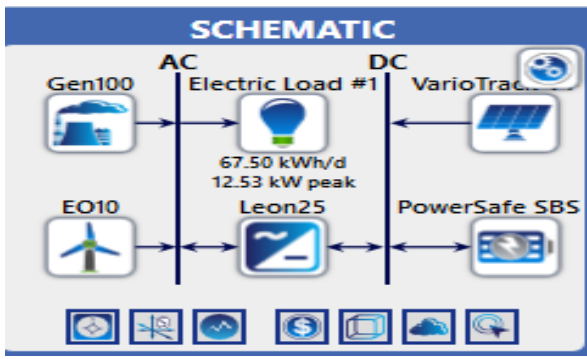 SCHEMATIC
AC DC
Gen100 Electric Load #1
67.50 kWh/d
12.53 kW peak
EO10 Leon25 PowerSafe SBS